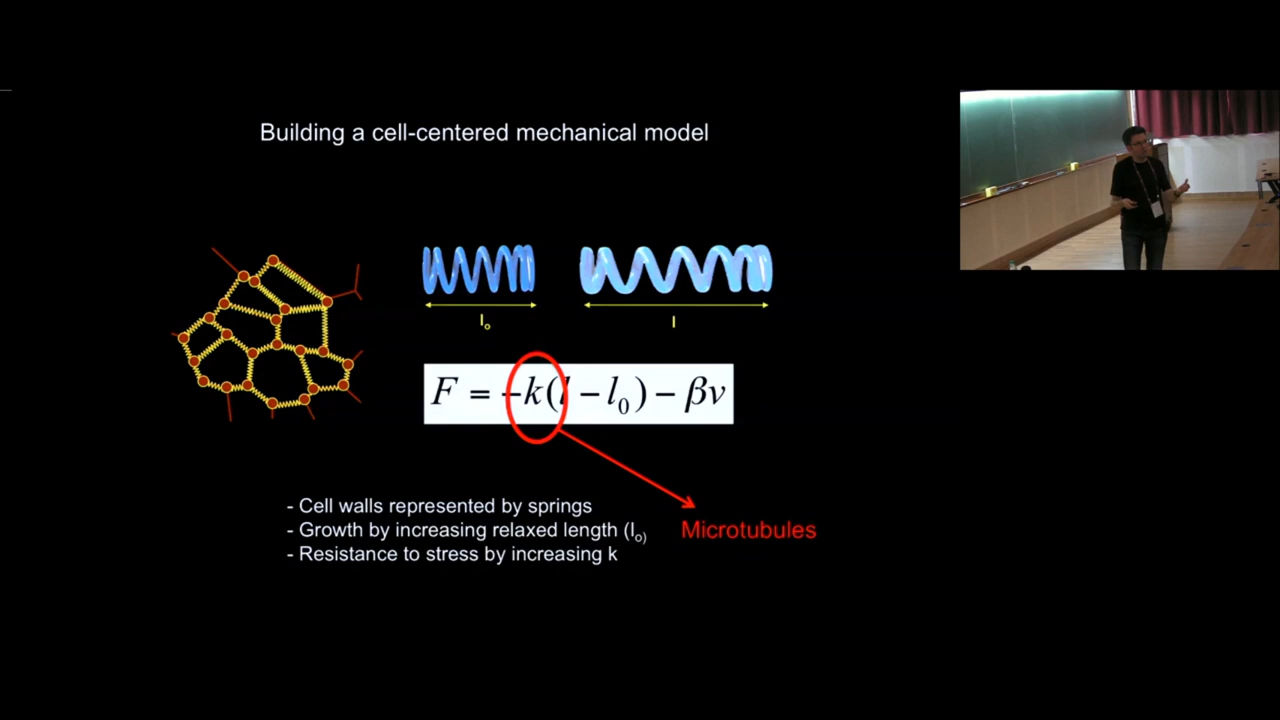 Building a cell-centered mechanical model
l₀ l
F = −k(l − l₀) − βv
- Cell walls represented by springs
- Growth by increasing relaxed length (l₀)
- Resistance to stress by increasing k
Microtubules